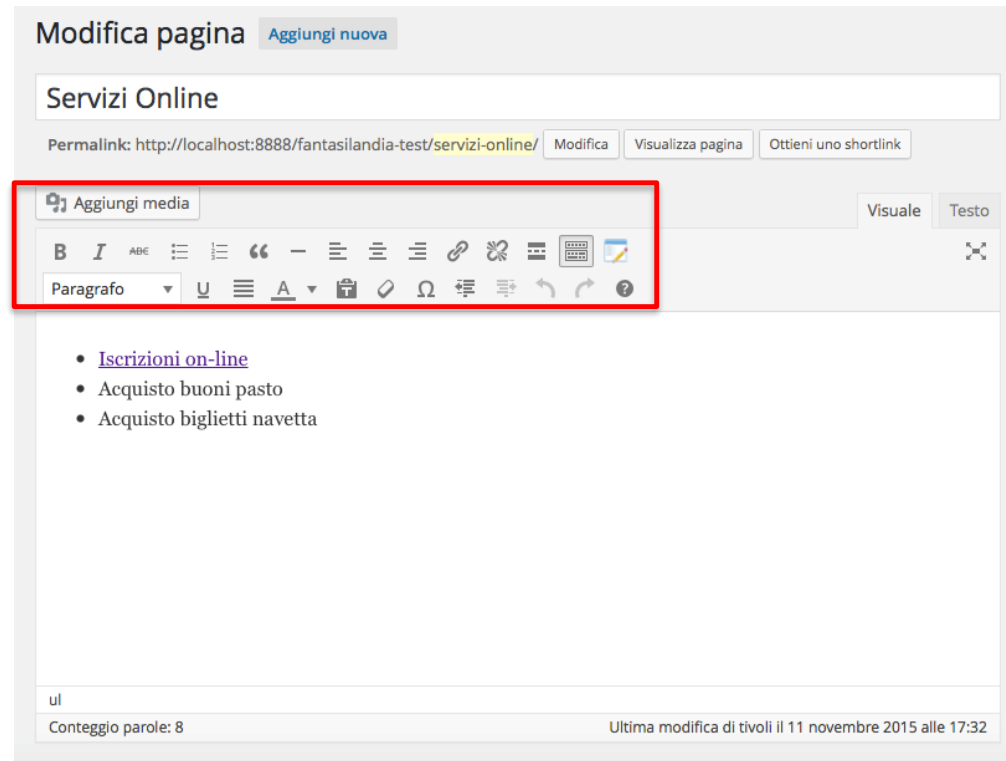 Modifica pagina Aggiungi nuova
Servizi Online
Permalink: http://localhost:8888/fantasilandia-test/servizi-online/ Modifica Visualizza pagina Ottieni uno shortlink
Aggiungi media Visuale Testo
B I ABC
Paragrafo U A T Ω ?
Iscrizioni on-line
Acquisto buoni pasto
Acquisto biglietti navetta
ul
Conteggio parole: 8 Ultima modifica di tivoli il 11 novembre 2015 alle 17:32